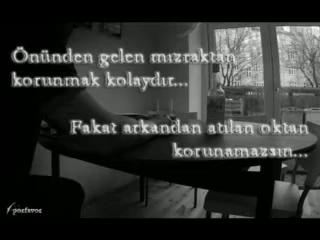 Önünden gelen mızraktan
korunmak kolaydır...
Fakat arkandan atılan oktan
korunamazsın...